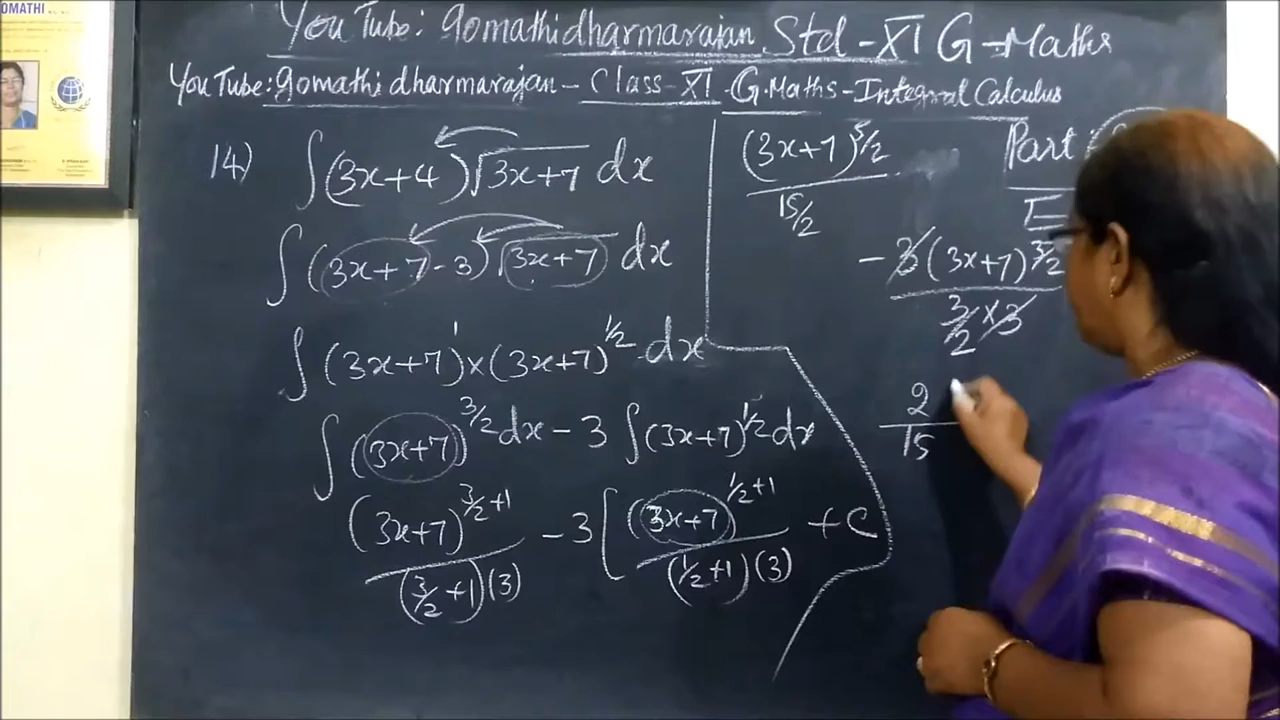 OMATHI
YouTube: gomathidharmarajan Std - XI G - Maths
YouTube: gomathi dharmarajan - Class - XI - G. Maths - Integral Calculus
14) ∫(3x+4)√(3x+7) dx
∫(3x+7-3)√(3x+7) dx
∫(3x+7)^1 × (3x+7)^1/2 dx
∫(3x+7)^3/2 dx - 3 ∫(3x+7)^1/2 dx
(3x+7)^(3/2+1) / (3/2+1)(3) - 3[(3x+7)^(1/2+1) / (1/2+1)(3) + C
(3x+7)^5/2 / 15/2
Part :
- 3(3x+7)^3/2 / 3/2 × 3
2/15